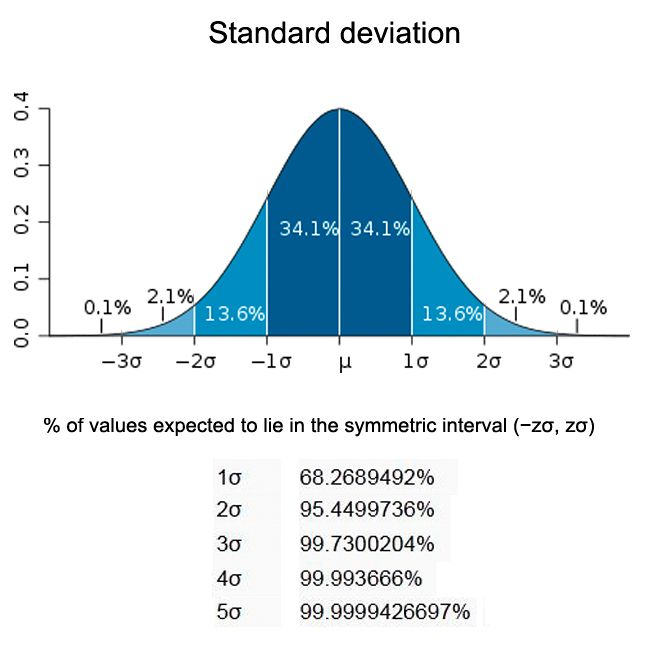 Standard deviation
0.4
0.3
0.2
0.1
0.0
34.1% 34.1%
0.1% 2.1% 13.6% 13.6% 2.1% 0.1%
−3σ −2σ −1σ μ 1σ 2σ 3σ
% of values expected to lie in the symmetric interval (−zσ, zσ)
1σ 68.2689492%
2σ 95.4499736%
3σ 99.7300204%
4σ 99.993666%
5σ 99.9999426697%